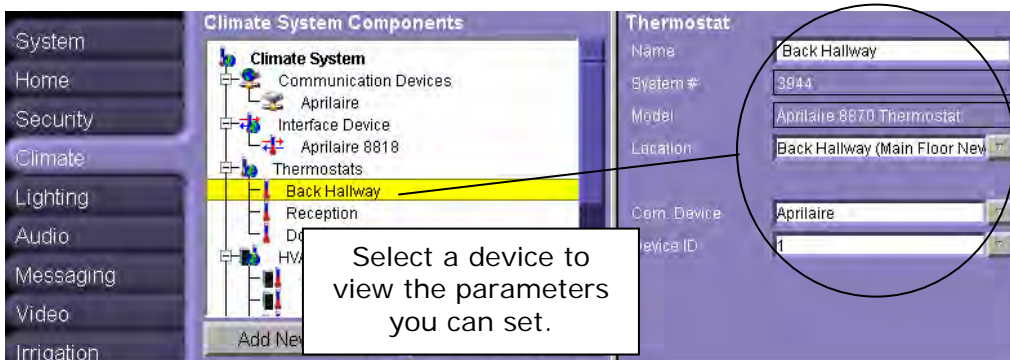 System
Home
Security
Climate
Lighting
Audio
Messaging
Video
Irrigation
Climate System Components
Climate System
Communication Devices
Aprilaire
Interface Device
Aprilaire 8818
Thermostats
Back Hallway
Reception
Add
Select a device to
view the parameters
you can set.
Thermostat
Name Back Hallway
System # 3944
Model Aprilaire 8870 Thermostat
Location Back Hallway (Main Floor New
Com. Device Aprilaire
Device ID 1